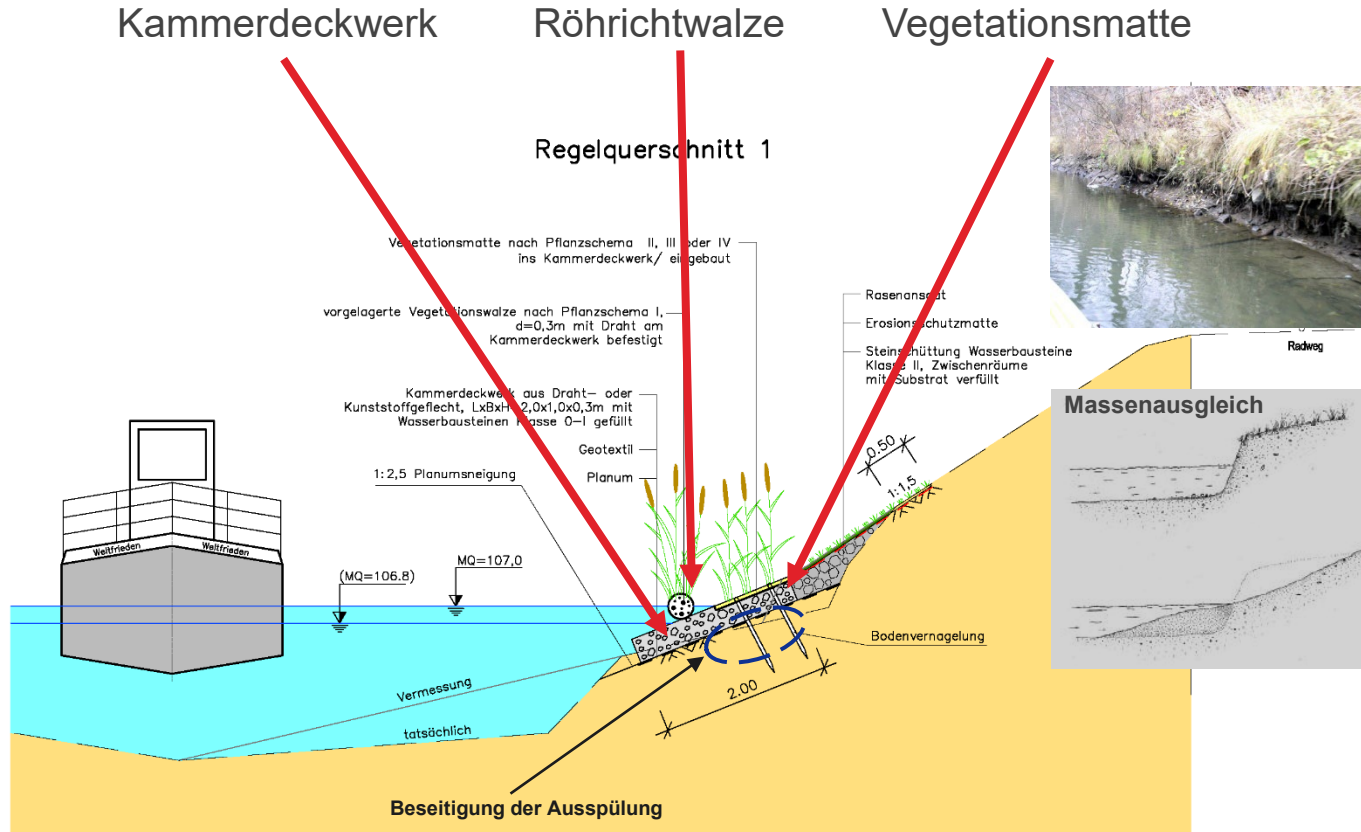 Kammerdeckwerk Röhrichtwalze Vegetationsmatte
Regelquerschnitt 1
Vegetationsmatte nach Pflanzschema II, III oder IV
ins Kammerdeckwerk/ eingebaut
vorgelagerte Vegetationswalze nach Pflanzschema I,
d=0,3m mit Draht am
Kammerdeckwerk befestigt
Kammerdeckwerk aus Draht- oder
Kunststoffgeflecht, LxBxH=2,0x1,0x0,3m mit
Wasserbausteinen Klasse 0-I gefüllt
Geotextil
Planum
1:2,5 Planumsneigung
Rasenansaat
Erosionsschutzmatte
Steinschüttung Wasserbausteine
Klasse II, Zwischenräume
mit Substrat verfüllt
Radweg
Massenausgleich
0.50
1:1,5
Weltfrieden Weltfrieden
(MQ=106.8)
MQ=107,0
Bodenvernagelung
2.00
Vermessung
tatsächlich
Beseitigung der Ausspülung